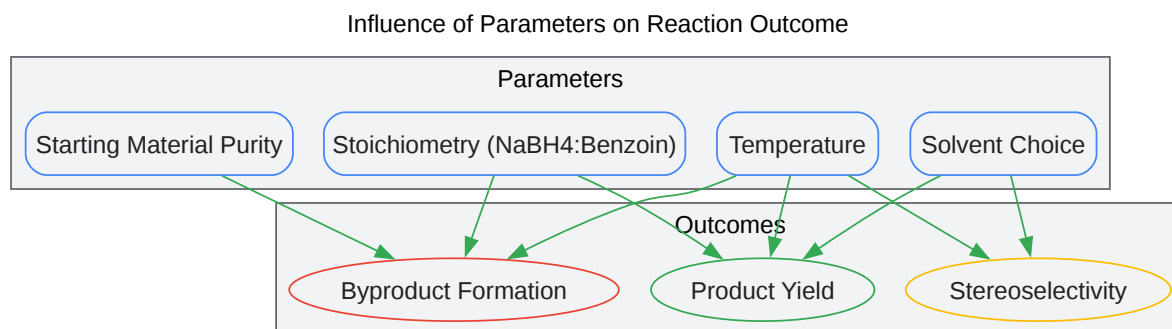 Influence of Parameters on Reaction Outcome
Parameters
Starting Material Purity
Stoichiometry (NaBH4:Benzoin)
Temperature
Solvent Choice
Outcomes
Byproduct Formation
Product Yield
Stereoselectivity